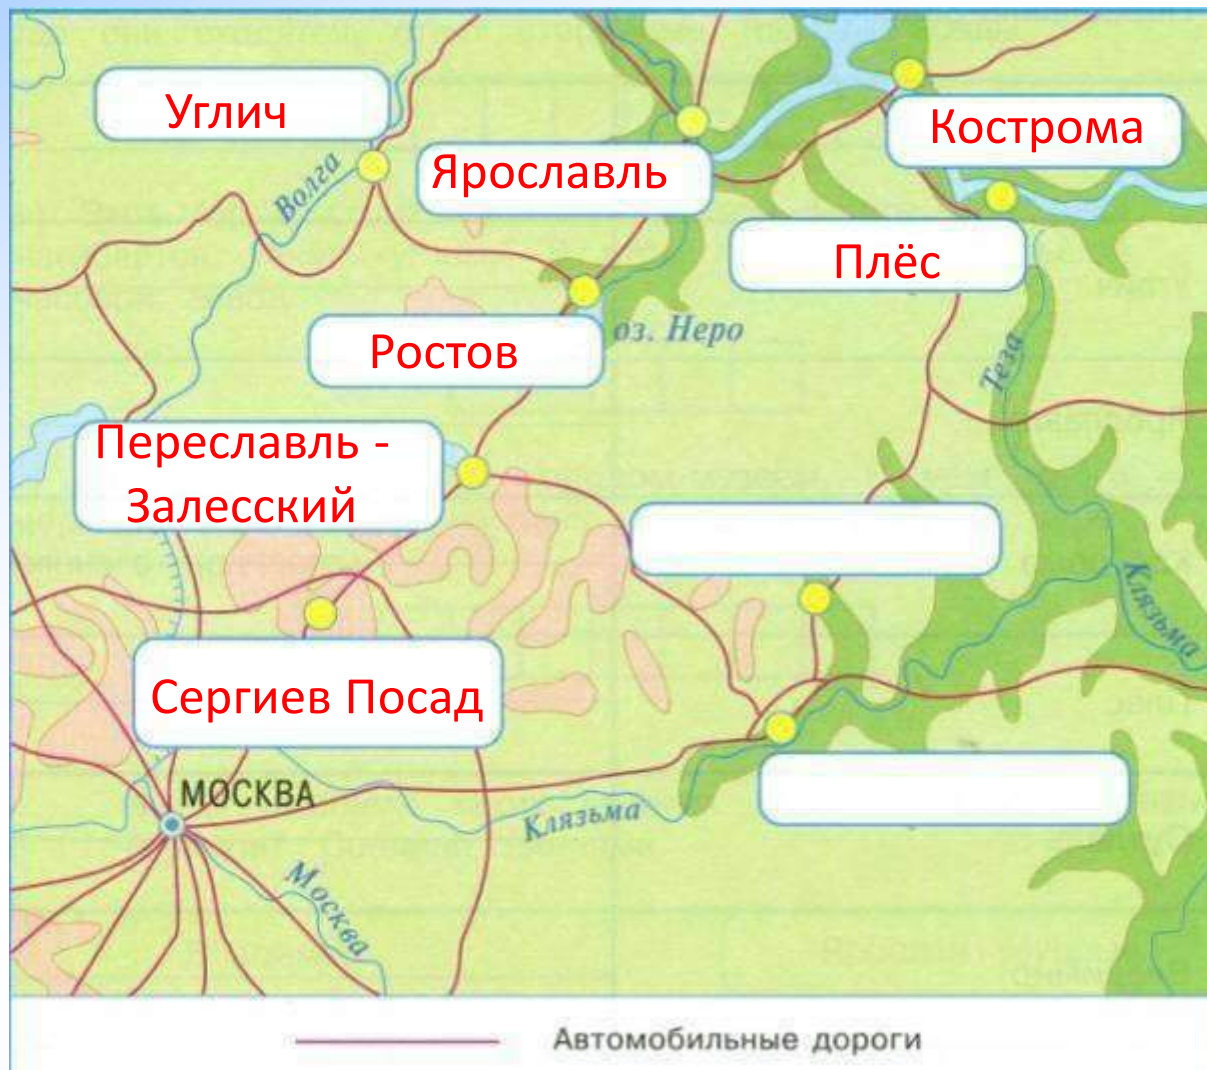 Углич
Кострома
Ярославль
Волга
Плёс
оз. Неро
Ростов
Теза
Переславль -
Залесский
Клязьма
Сергиев Посад
МОСКВА
Клязьма
Москва
Автомобильные дороги